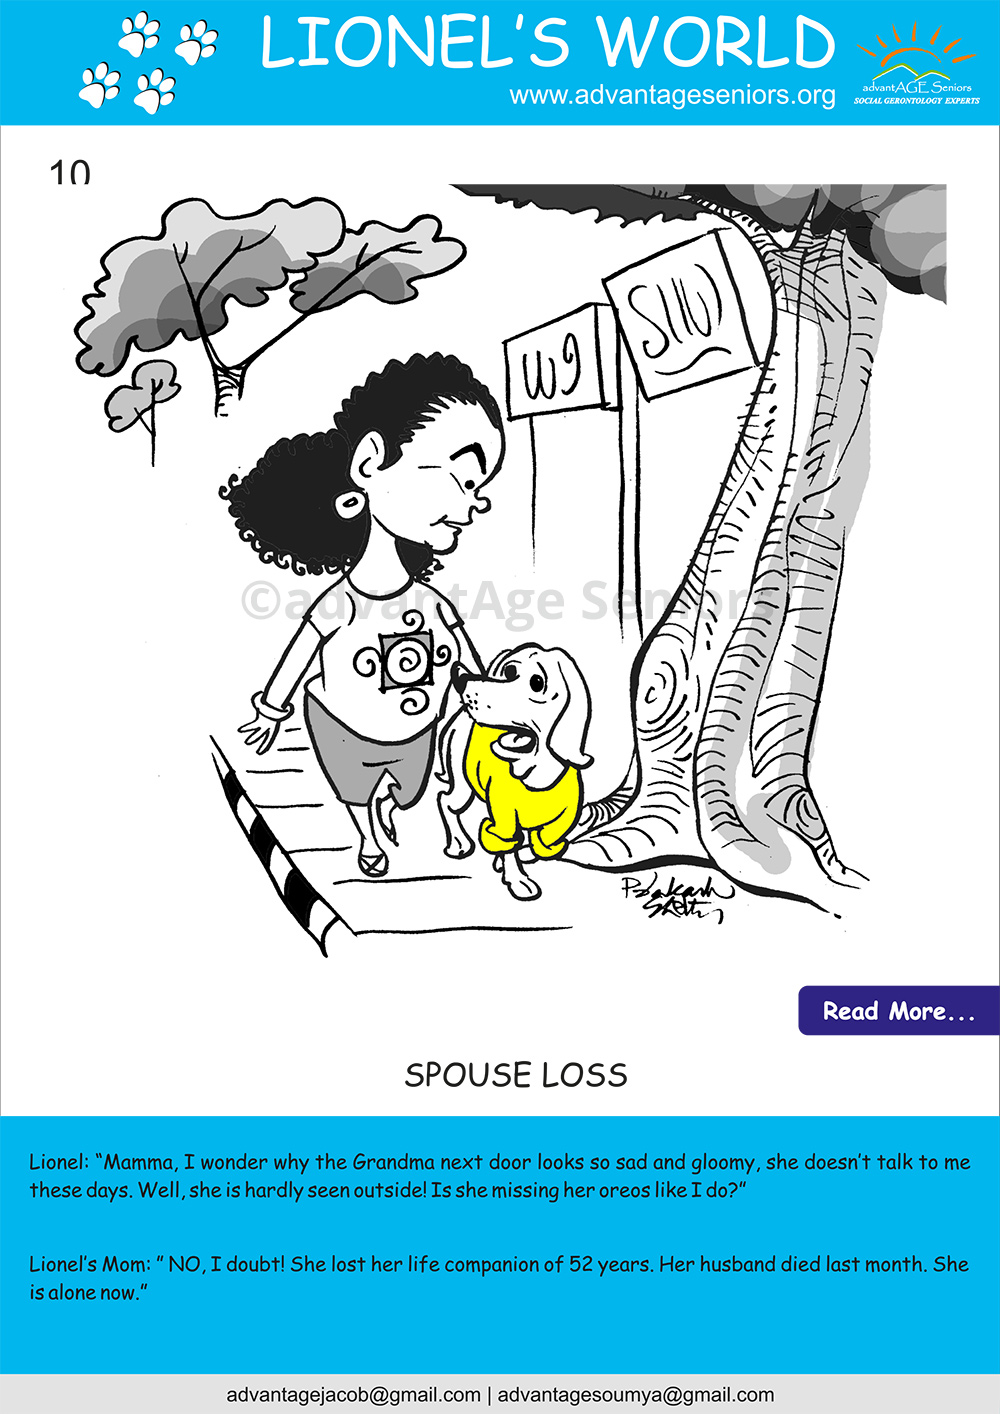 LIONEL'S WORLD
www.advantageseniors.org
advantAGE Seniors
SOCIAL GERONTOLOGY EXPERTS
10
©advantAge Seniors
Prakash
Shetty
Read More...
SPOUSE LOSS
Lionel: “Mamma, I wonder why the Grandma next door looks so sad and gloomy, she doesn’t talk to me
these days. Well, she is hardly seen outside! Is she missing her oreos like I do?”
Lionel’s Mom: ” NO, I doubt! She lost her life companion of 52 years. Her husband died last month. She
is alone now.”
advantagejacob@gmail.com | advantagesoumya@gmail.com